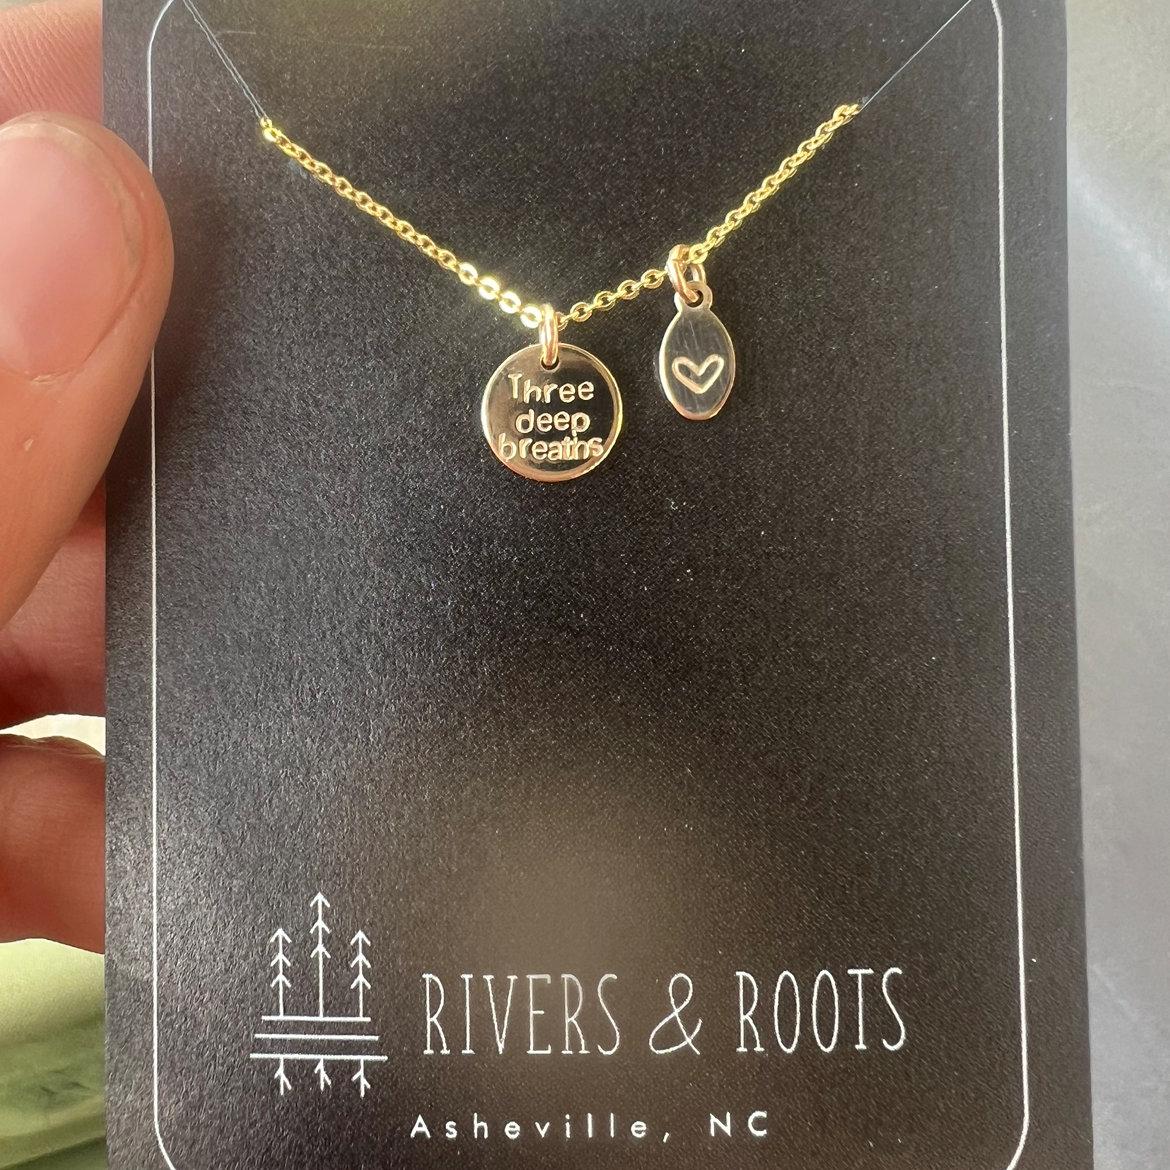 Three
deep
breaths
RIVERS & ROOTS
Asheville, NC